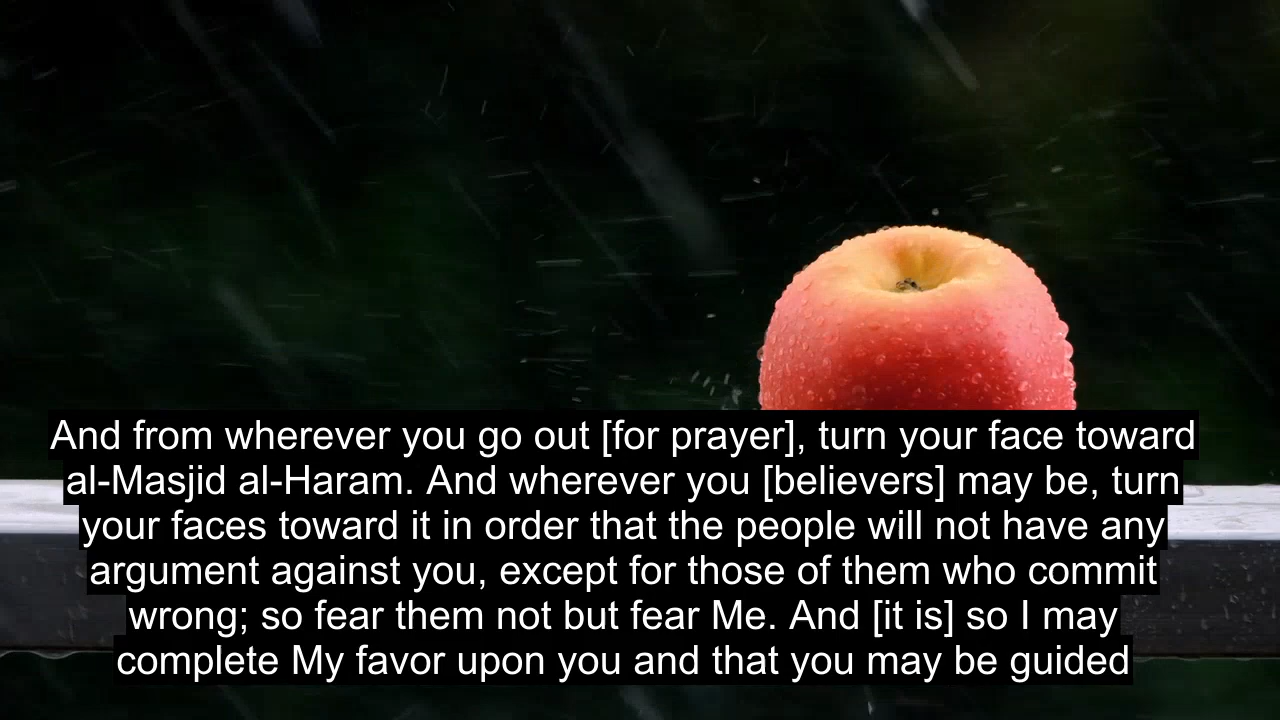 And from wherever you go out [for prayer], turn your face toward
al-Masjid al-Haram. And wherever you [believers] may be, turn
your faces toward it in order that the people will not have any
argument against you, except for those of them who commit
wrong; so fear them not but fear Me. And [it is] so I may
complete My favor upon you and that you may be guided